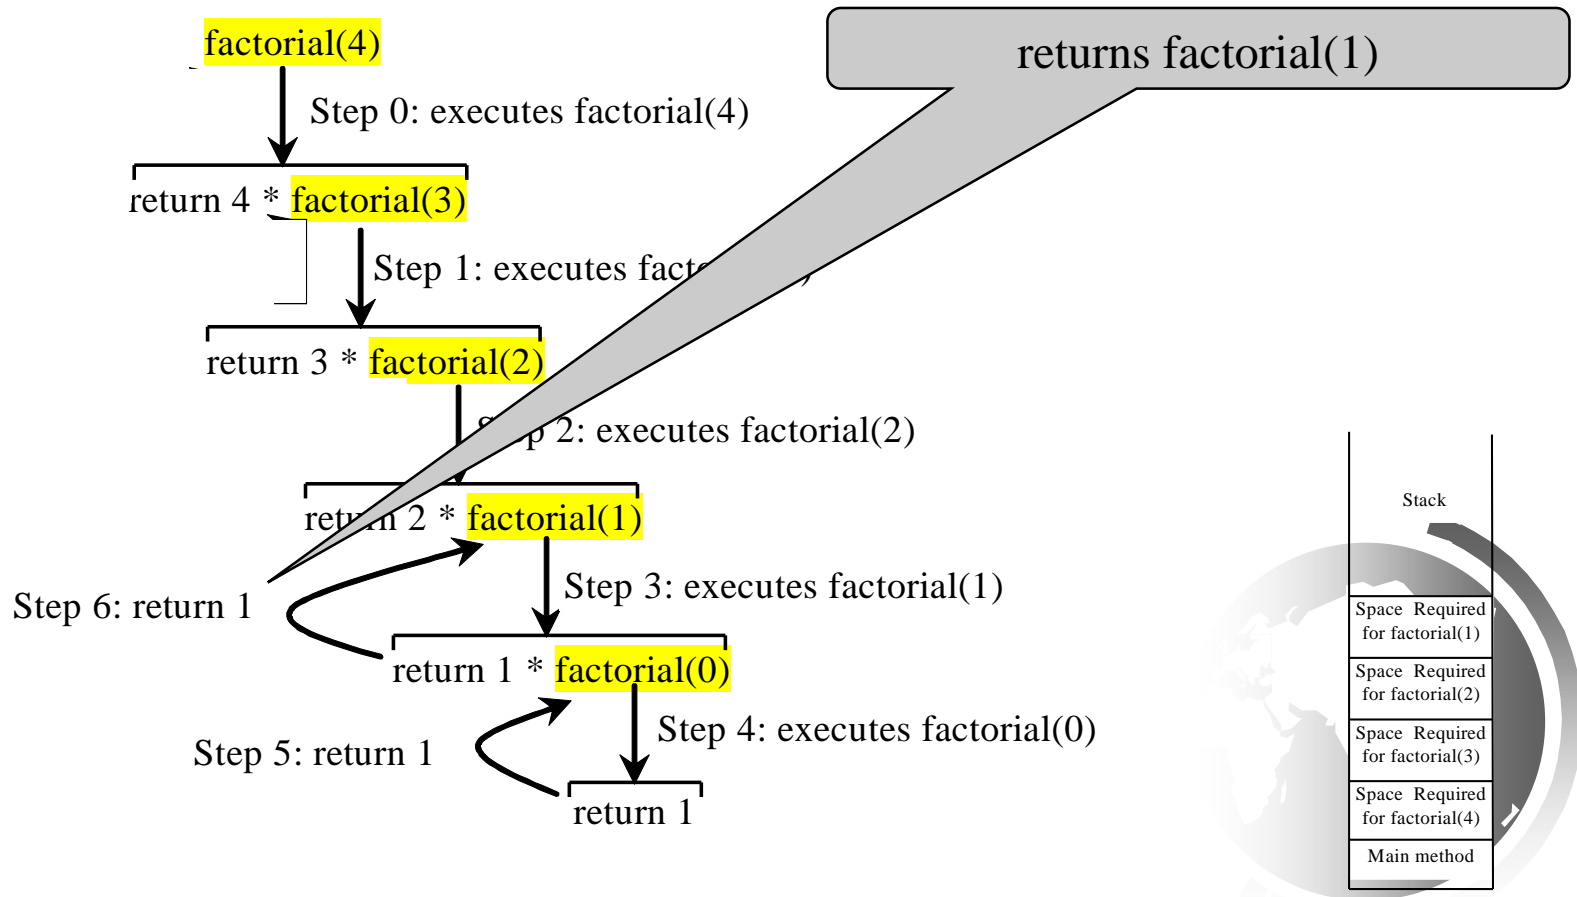 factorial(4)
returns factorial(1)
Step 0: executes factorial(4)
return 4 * factorial(3)
Step 1: executes
return 3 * factorial(2)
2: executes factorial(2)
return 2 * factorial(1)
Step 3: executes factorial(1)
Step 6: return 1
return 1 * factorial(0)
Step 4: executes factorial(0)
Step 5: return 1
return 1
Stack
Space Required
for factorial(1)
Space Required
for factorial(2)
Space Required
for factorial(3)
Space Required
for factorial(4)
Main method